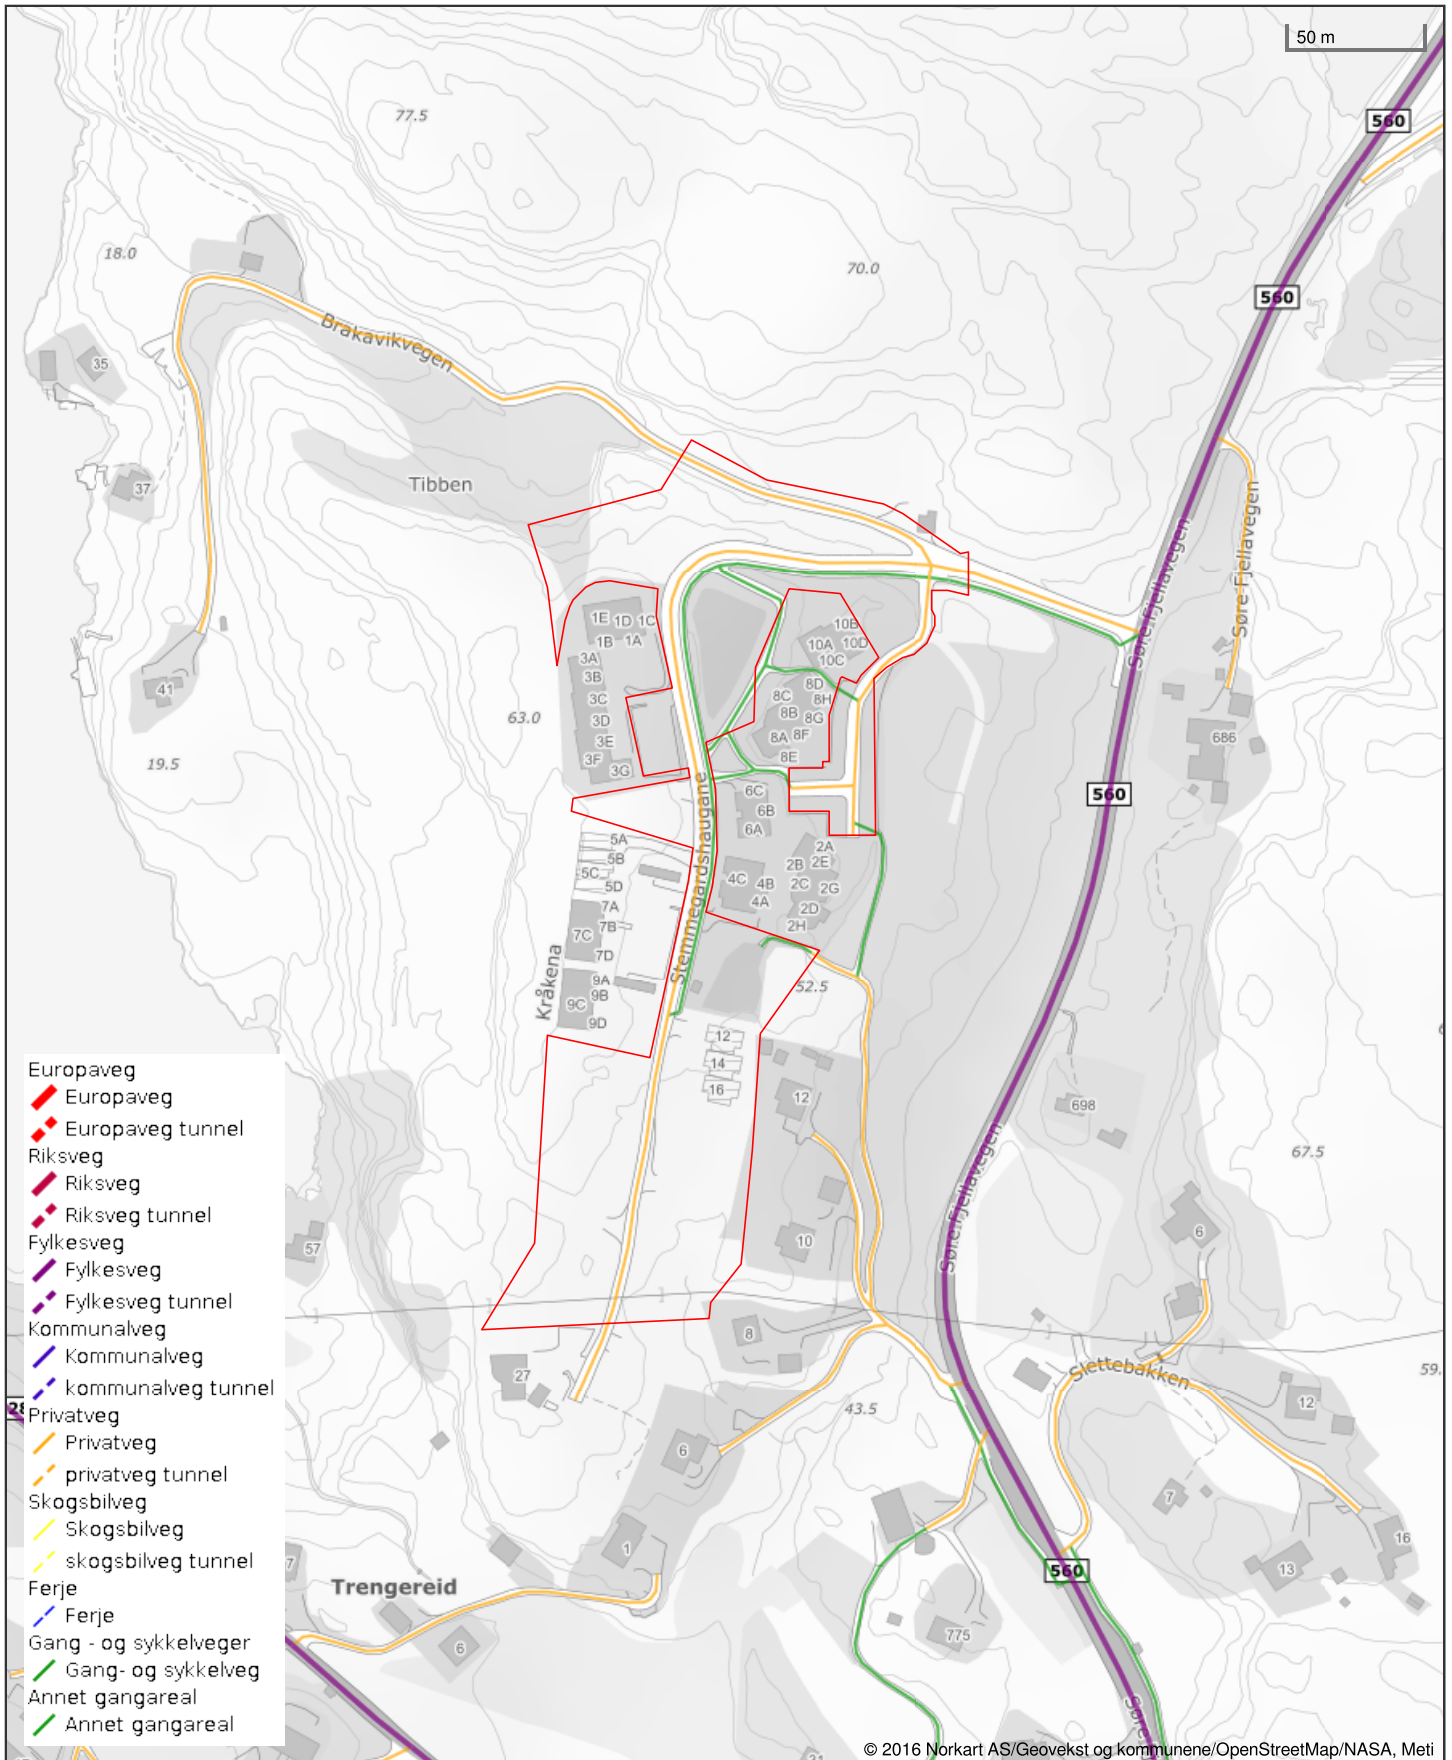 50 m
560
77.5
18.0
70.0
560
Brakavikvegen
35
Tibben
37
Søre Fjellavegen
Søre Fjellavegen
1E 1D 1C
1B 1A
10B
10A 10D
10C
3A
3B
41
8D
8C 8H
3C
63.0
8B 8G
3D
8A 8F
3E
686
19.5
8E
3F
3G
Stemmegardshaugane
6C
560
6B
6A
5A
2A
5B
2B 2E
5C
4C 4B
2C 2G
5D
4A
7A
2D
7B
2H
7C
7D
Kråkena
9A
52.5
9B
9C
9D
12
14
16
12
698
Søre Fjellavegen
67.5
6
57
10
8
27
Slettebakken
59.
12
28
43.5
6
7
16
1
13
560
7
Trengereid
775
6
Søre
Europaveg
Europaveg
Europaveg tunnel
Riksveg
Riksveg
Riksveg tunnel
Fylkesveg
Fylkesveg
Fylkesveg tunnel
Kommunalveg
Kommunalveg
kommunalveg tunnel
Privatveg
Privatveg
privatveg tunnel
Skogsbilveg
Skogsbilveg
skogsbilveg tunnel
Ferje
Ferje
Gang - og sykkelveger
Gang- og sykkelveg
Annet gangareal
Annet gangareal
© 2016 Norkart AS/Geovekst og kommunene/OpenStreetMap/NASA, Meti